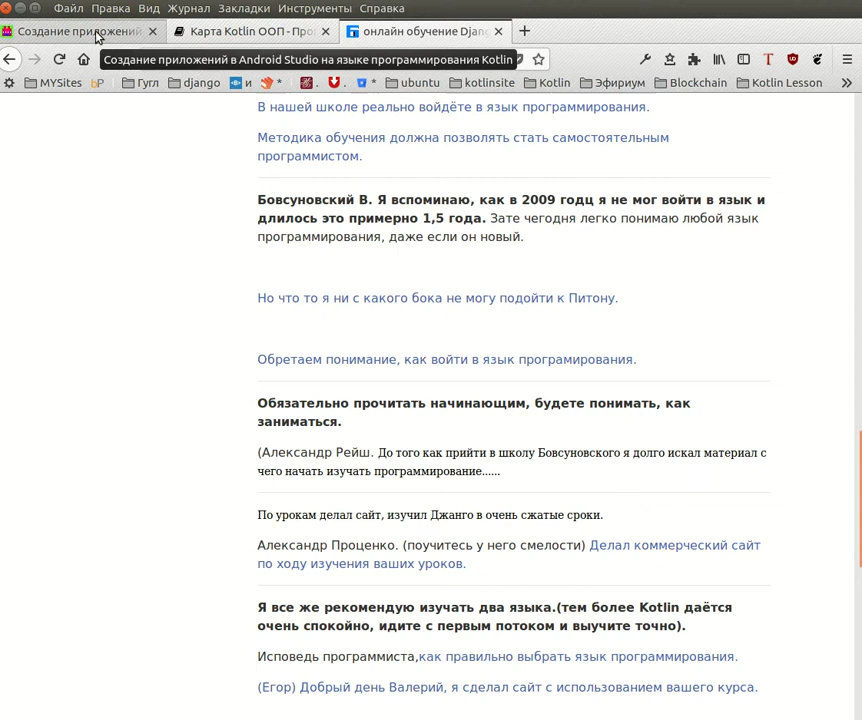 Файл Правка Вид Журнал Закладки Инструменты Справка
Создание приложений
Карта Kotlin ООП - Про
онлайн обучение Djan
Создание приложений в Android Studio на языке программирования Kotlin
MYSites bP Гугл django и * . . * ubuntu kotlinsite Kotlin Эфириум Blockchain Kotlin Lesson
В нашей школе реально войдёте в язык программирования.
Методика обучения должна позволять стать самостоятельным
программистом.
Бовсуновский В. Я вспоминаю, как в 2009 годц я не мог войти в язык и
длилось это примерно 1,5 года. Зате чегодня легко понимаю любой язык
программирования, даже если он новый.
Но что то я ни с какого бока не могу подойти к Питону.
Обретаем понимание, как войти в язык програмирования.
Обязательно прочитать начинающим, будете понимать, как
заниматься.
(Александр Рейш. До того как прийти в школу Бовсуновского я долго искал материал с
чего начать изучать программирование......
По урокам делал сайт, изучил Джанго в очень сжатые сроки.
Александр Проценко. (поучитесь у него смелости) Делал коммерческий сайт
по ходу изучения ваших уроков.
Я все же рекомендую изучать два языка.(тем более Kotlin даётся
очень спокойно, идите с первым потоком и выучите точно).
Исповедь программиста,как правильно выбрать язык программирования.
(Егор) Добрый день Валерий, я сделал сайт с использованием вашего курса.